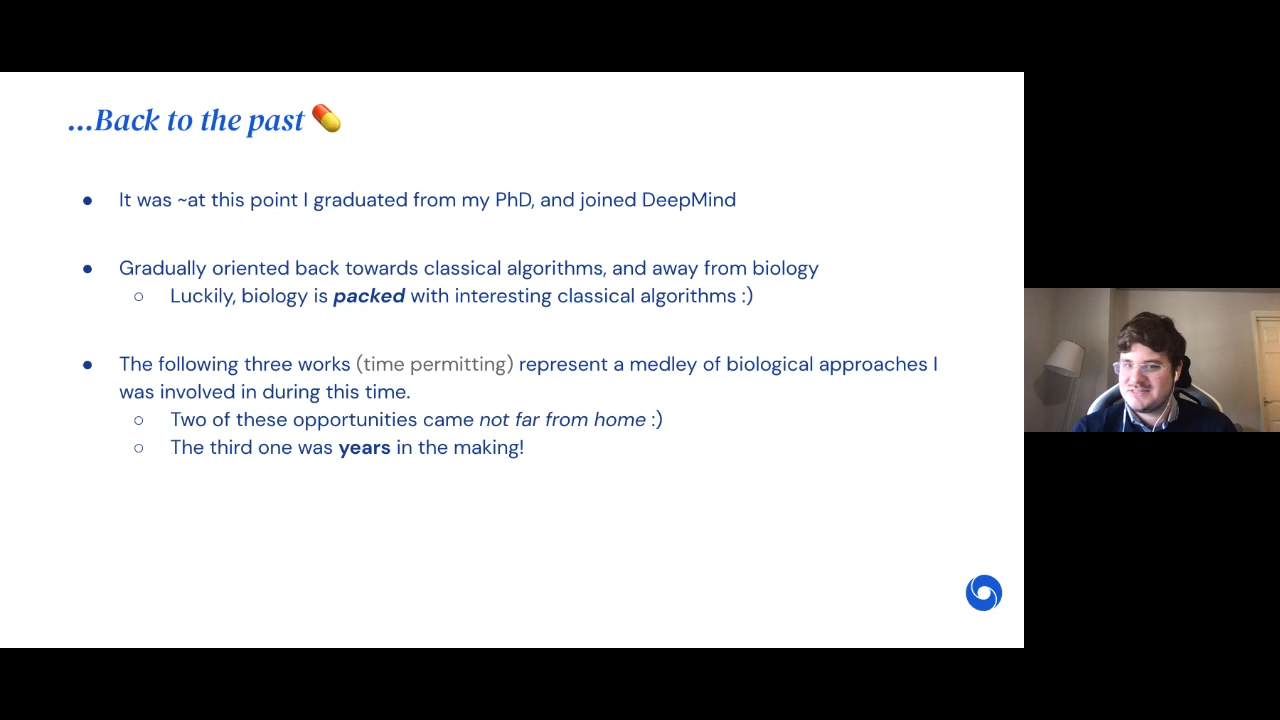 ...Back to the past 💊
● It was ~at this point I graduated from my PhD, and joined DeepMind
● Gradually oriented back towards classical algorithms, and away from biology
○ Luckily, biology is packed with interesting classical algorithms :)
● The following three works (time permitting) represent a medley of biological approaches I
was involved in during this time.
○ Two of these opportunities came not far from home :)
○ The third one was years in the making!